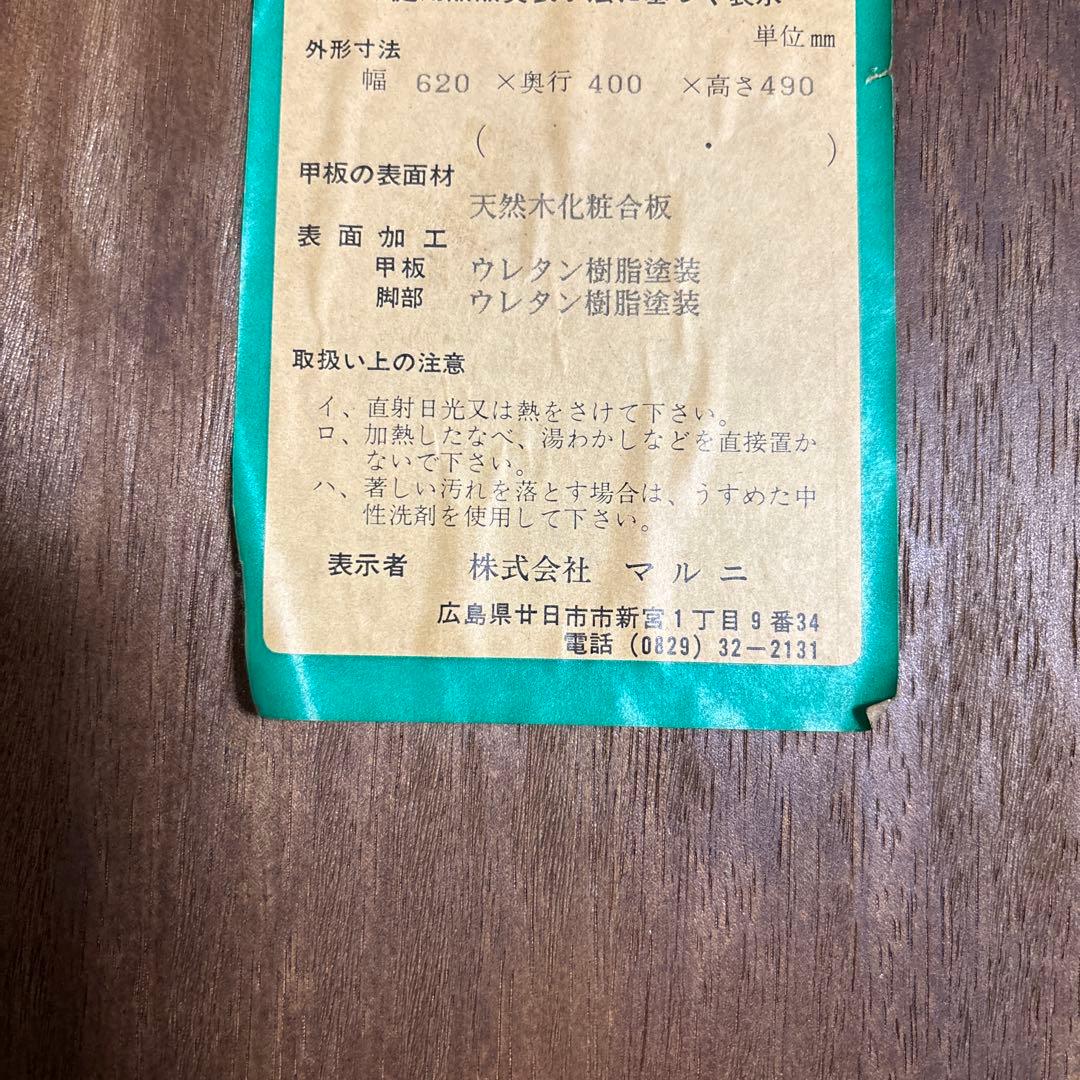 単位mm
外形寸法
幅 620 ×奥行 400 ×高さ490
( ・ )
甲板の表面材
天然木化粧合板
表面加工
甲板 ウレタン樹脂塗装
脚部 ウレタン樹脂塗装
取扱い上の注意
イ、直射日光又は熱をさけて下さい。
ロ、加熱したなべ、湯わかしなどを直接置か
ないで下さい。
ハ、著しい汚れを落とす場合は、うすめた中
性洗剤を使用して下さい。
表示者 株式会社 マルニ
広島県廿日市市新宮1丁目9番34
電話 (0829) 32－2131